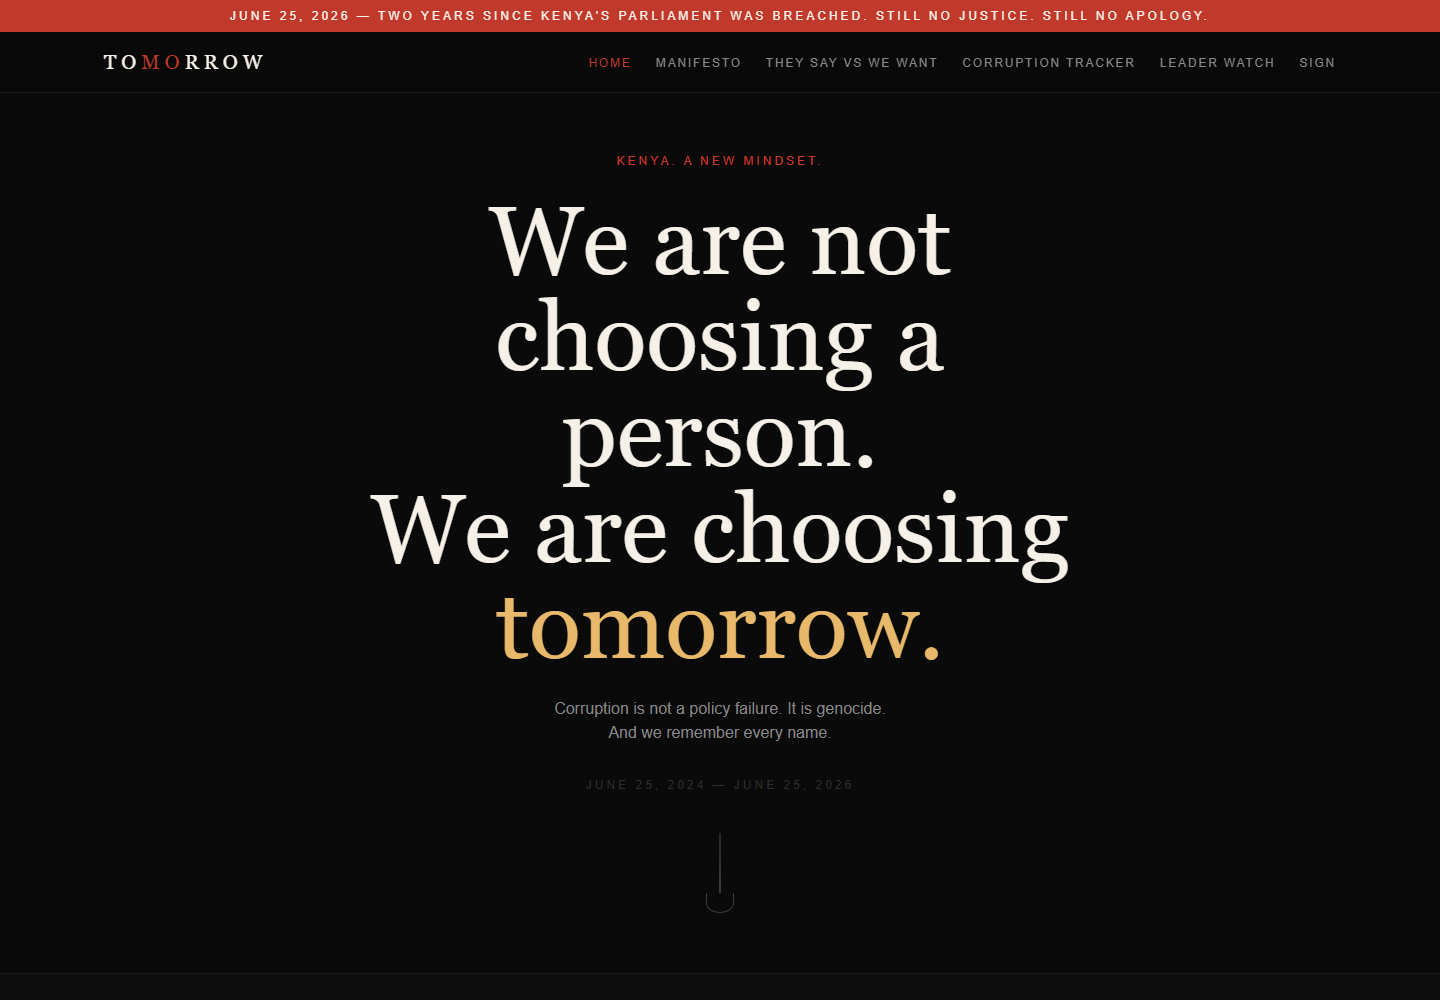 JUNE 25, 2026 — TWO YEARS SINCE KENYA'S PARLIAMENT WAS BREACHED. STILL NO JUSTICE. STILL NO APOLOGY.
TOMORROW
HOME MANIFESTO THEY SAY VS WE WANT CORRUPTION TRACKER LEADER WATCH SIGN
KENYA. A NEW MINDSET.
We are not
choosing a
person.
We are choosing
tomorrow.
Corruption is not a policy failure. It is genocide.
And we remember every name.
JUNE 25, 2024 — JUNE 25, 2026